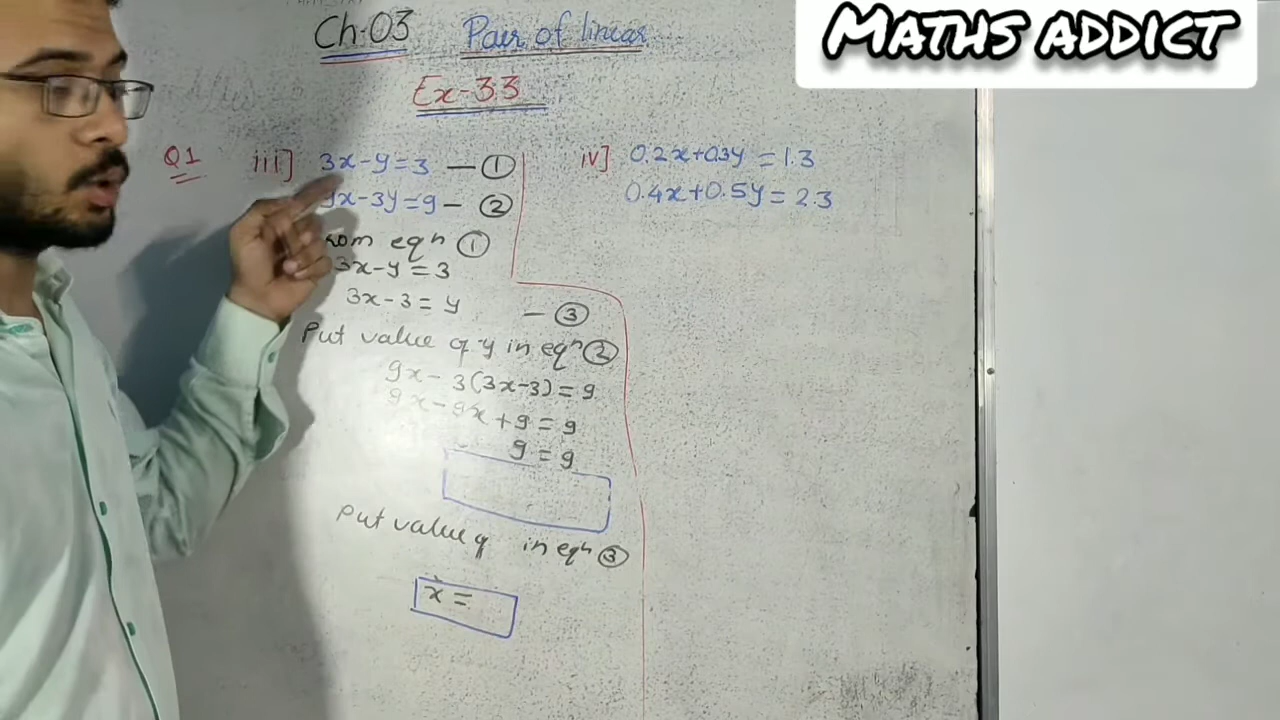 MATHS ADDICT
Ch.03 Pair of linear
Ex-3.3
Q1 iii] 3x-y=3 — ①
9x-3y=9 — ②
eqn ①
3x-y=3
3x-3=y — ③
Put value of y in eqn ②
9x-3(3x-3)=9
9x-9x+9=9
9=9
Put value of in eqn ③
x=
iv] 0.2x+0.3y=1.3
0.4x+0.5y=2.3